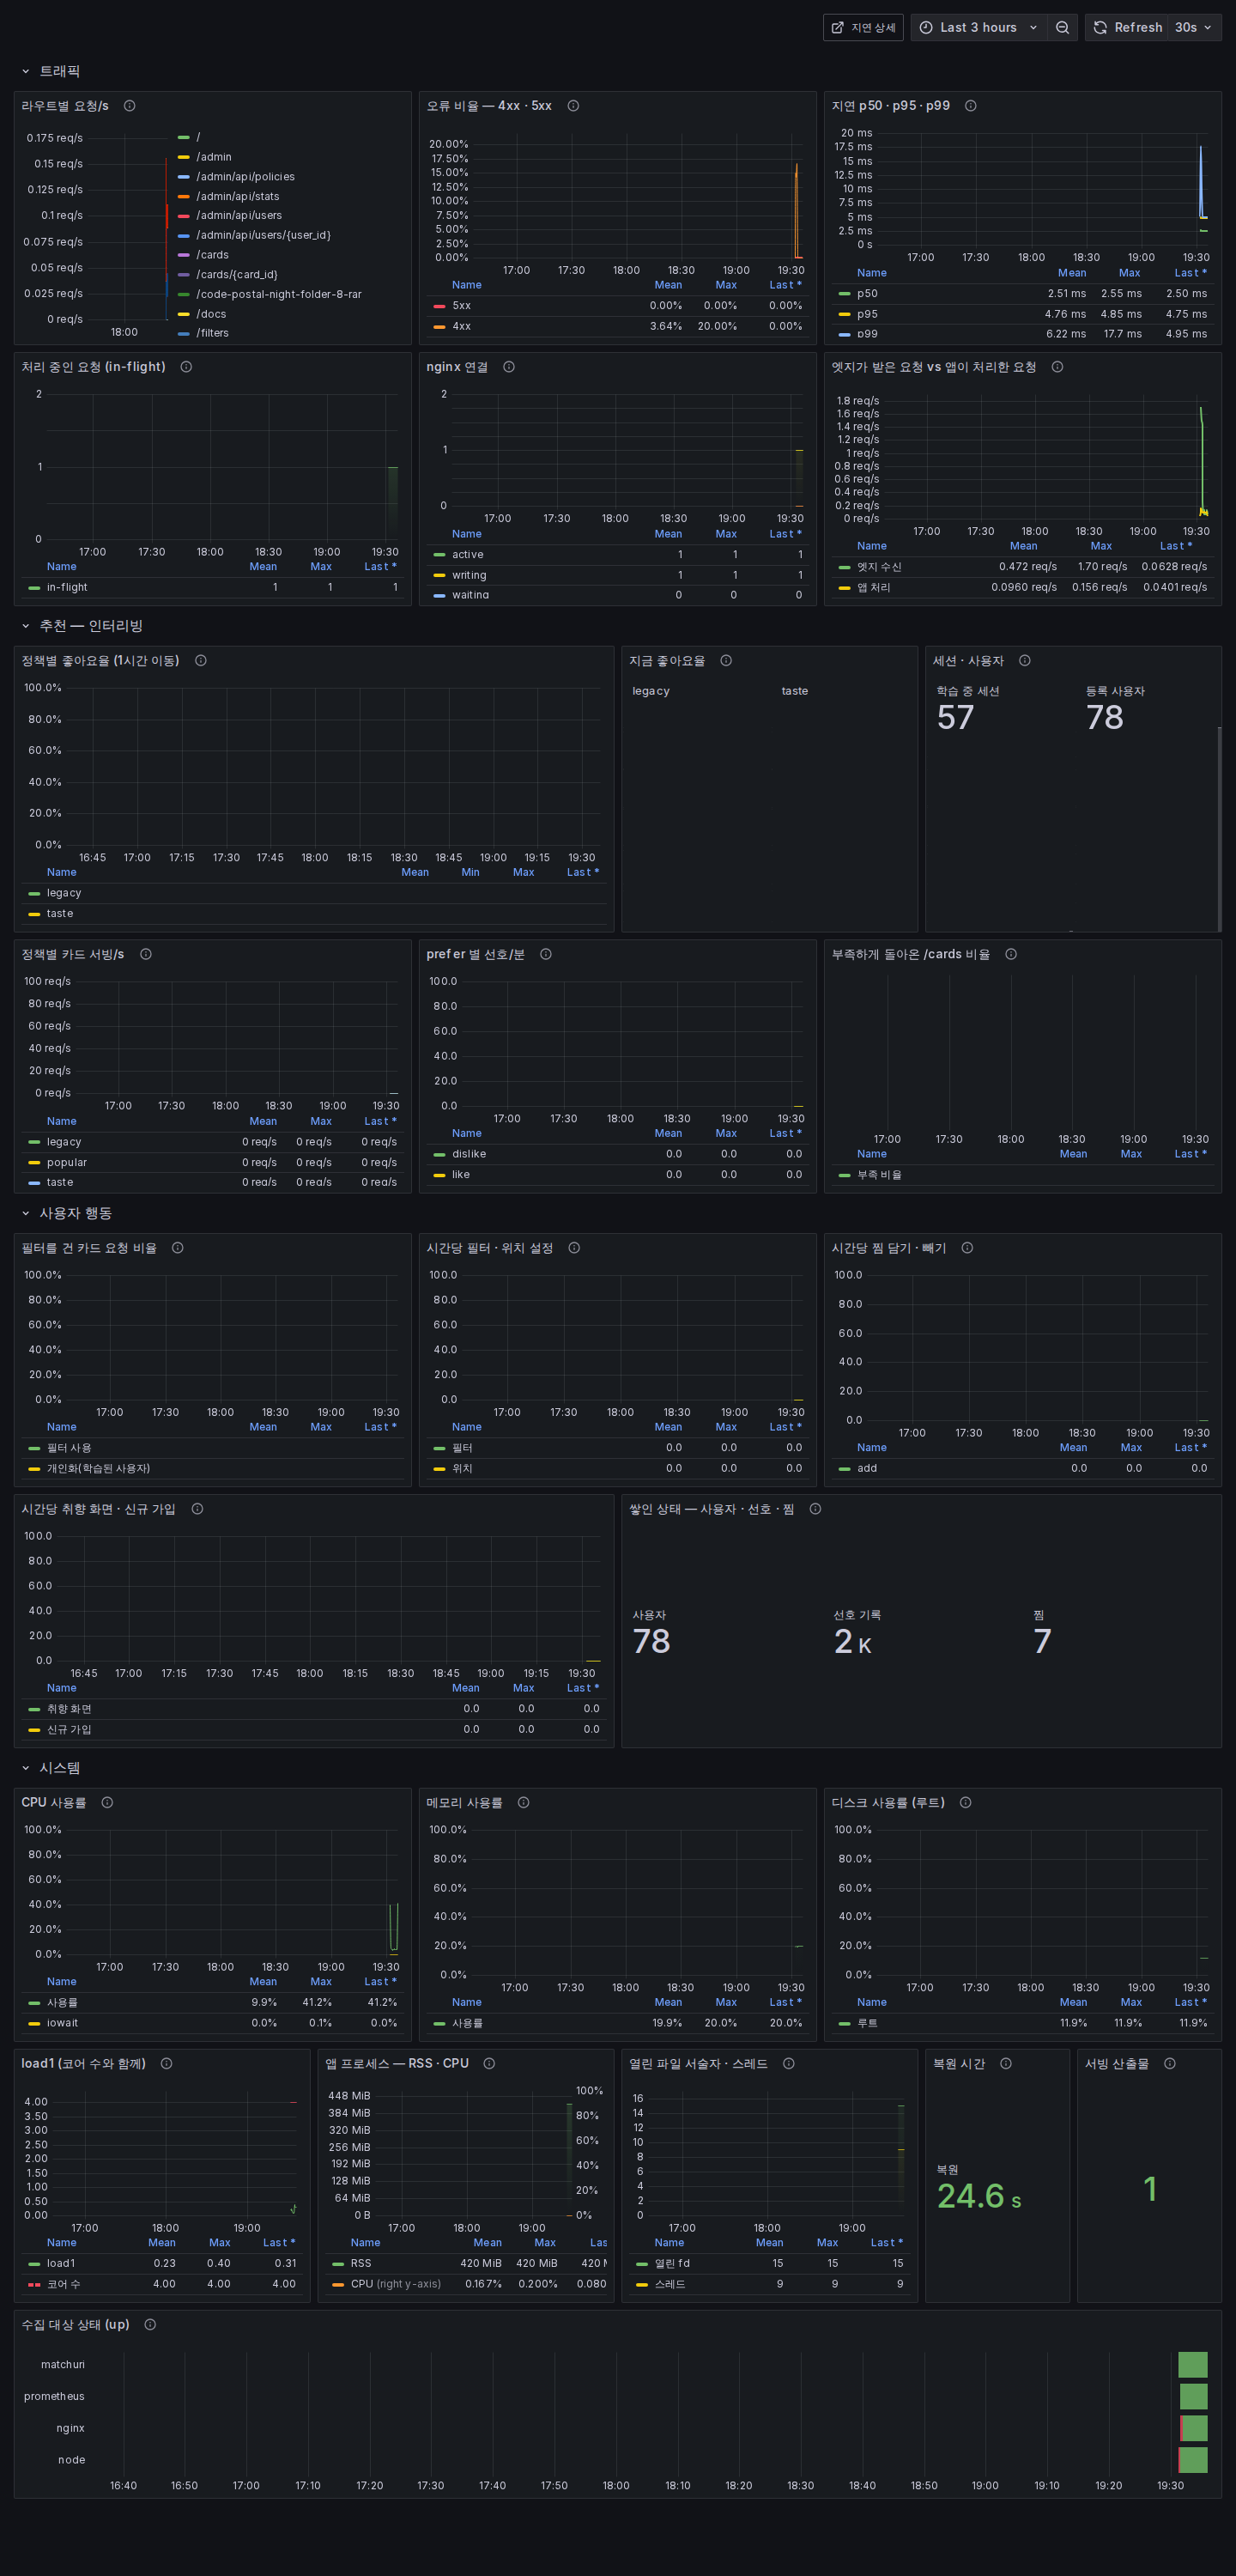 지연 상세 Last 3 hours Refresh 30s
트래픽
라우트별 요청/s
0.175 req/s
0.15 req/s
0.125 req/s
0.1 req/s
0.075 req/s
0.05 req/s
0.025 req/s
0 req/s
18:00
/
/admin
/admin/api/policies
/admin/api/stats
/admin/api/users
/admin/api/users/{user_id}
/cards
/cards/{card_id}
/code-postal-night-folder-8-rar
/docs
/filters
오류 비율 — 4xx · 5xx
20.00%
17.50%
15.00%
12.50%
10.00%
7.50%
5.00%
2.50%
0.00%
17:00 17:30 18:00 18:30 19:00 19:30
Name Mean Max Last *
5xx 0.00% 0.00% 0.00%
4xx 3.64% 20.00% 0.00%
지연 p50 · p95 · p99
20 ms
17.5 ms
15 ms
12.5 ms
10 ms
7.5 ms
5 ms
2.5 ms
0 s
17:00 17:30 18:00 18:30 19:00 19:30
Name Mean Max Last *
p50 2.51 ms 2.55 ms 2.50 ms
p95 4.76 ms 4.85 ms 4.75 ms
p99 6.22 ms 17.7 ms 4.95 ms
처리 중인 요청 (in-flight)
2
1
0
17:00 17:30 18:00 18:30 19:00 19:30
Name Mean Max Last *
in-flight 1 1 1
nginx 연결
2
1
0
17:00 17:30 18:00 18:30 19:00 19:30
Name Mean Max Last *
active 1 1 1
writing 1 1 1
waiting 0 0 0
엣지가 받은 요청 vs 앱이 처리한 요청
1.8 req/s
1.6 req/s
1.4 req/s
1.2 req/s
1 req/s
0.8 req/s
0.6 req/s
0.4 req/s
0.2 req/s
0 req/s
17:00 17:30 18:00 18:30 19:00 19:30
Name Mean Max Last *
엣지 수신 0.472 req/s 1.70 req/s 0.0628 req/s
앱 처리 0.0960 req/s 0.156 req/s 0.0401 req/s
추천 — 인터리빙
정책별 좋아요율 (1시간 이동)
100.0%
80.0%
60.0%
40.0%
20.0%
0.0%
16:45 17:00 17:15 17:30 17:45 18:00 18:15 18:30 18:45 19:00 19:15 19:30
Name Mean Min Max Last *
legacy
taste
지금 좋아요율
legacy taste
세션 · 사용자
학습 중 세션 등록 사용자
57 78
정책별 카드 서빙/s
100 req/s
80 req/s
60 req/s
40 req/s
20 req/s
0 req/s
17:00 17:30 18:00 18:30 19:00 19:30
Name Mean Max Last *
legacy 0 req/s 0 req/s 0 req/s
popular 0 req/s 0 req/s 0 req/s
taste 0 req/s 0 req/s 0 req/s
prefer 별 선호/분
100.0
80.0
60.0
40.0
20.0
0.0
17:00 17:30 18:00 18:30 19:00 19:30
Name Mean Max Last *
dislike 0.0 0.0 0.0
like 0.0 0.0 0.0
부족하게 돌아온 /cards 비율
17:00 17:30 18:00 18:30 19:00 19:30
Name Mean Max Last *
부족 비율
사용자 행동
필터를 건 카드 요청 비율
100.0%
80.0%
60.0%
40.0%
20.0%
0.0%
17:00 17:30 18:00 18:30 19:00 19:30
Name Mean Max Last *
필터 사용
개인화(학습된 사용자)
시간당 필터 · 위치 설정
100.0
80.0
60.0
40.0
20.0
0.0
17:00 17:30 18:00 18:30 19:00 19:30
Name Mean Max Last *
필터 0.0 0.0 0.0
위치 0.0 0.0 0.0
시간당 찜 담기 · 빼기
100.0
80.0
60.0
40.0
20.0
0.0
17:00 17:30 18:00 18:30 19:00 19:30
Name Mean Max Last *
add 0.0 0.0 0.0
시간당 취향 화면 · 신규 가입
100.0
80.0
60.0
40.0
20.0
0.0
16:45 17:00 17:15 17:30 17:45 18:00 18:15 18:30 18:45 19:00 19:15 19:30
Name Mean Max Last *
취향 화면 0.0 0.0 0.0
신규 가입 0.0 0.0 0.0
쌓인 상태 — 사용자 · 선호 · 찜
사용자 선호 기록 찜
78 2 K 7
시스템
CPU 사용률
100.0%
80.0%
60.0%
40.0%
20.0%
0.0%
17:00 17:30 18:00 18:30 19:00 19:30
Name Mean Max Last *
사용률 9.9% 41.2% 41.2%
iowait 0.0% 0.1% 0.0%
메모리 사용률
100.0%
80.0%
60.0%
40.0%
20.0%
0.0%
17:00 17:30 18:00 18:30 19:00 19:30
Name Mean Max Last *
사용률 19.9% 20.0% 20.0%
디스크 사용률 (루트)
100.0%
80.0%
60.0%
40.0%
20.0%
0.0%
17:00 17:30 18:00 18:30 19:00 19:30
Name Mean Max Last *
루트 11.9% 11.9% 11.9%
load1 (코어 수와 함께)
4.00
3.50
3.00
2.50
2.00
1.50
1.00
0.50
0.00
17:00 18:00 19:00
Name Mean Max Last *
load1 0.23 0.40 0.31
코어 수 4.00 4.00 4.00
앱 프로세스 — RSS · CPU
448 MiB
384 MiB
320 MiB
256 MiB
192 MiB
128 MiB
64 MiB
0 B
100%
80%
60%
40%
20%
0%
17:00 18:00 19:00
Name Mean Max Las
RSS 420 MiB 420 MiB 420 M
CPU (right y-axis) 0.167% 0.200% 0.080
열린 파일 서술자 · 스레드
16
14
12
10
8
6
4
2
0
17:00 18:00 19:00
Name Mean Max Last *
열린 fd 15 15 15
스레드 9 9 9
복원 시간
복원
24.6 s
서빙 산출물
1
수집 대상 상태 (up)
matchuri
prometheus
nginx
node
16:40 16:50 17:00 17:10 17:20 17:30 17:40 17:50 18:00 18:10 18:20 18:30 18:40 18:50 19:00 19:10 19:20 19:30